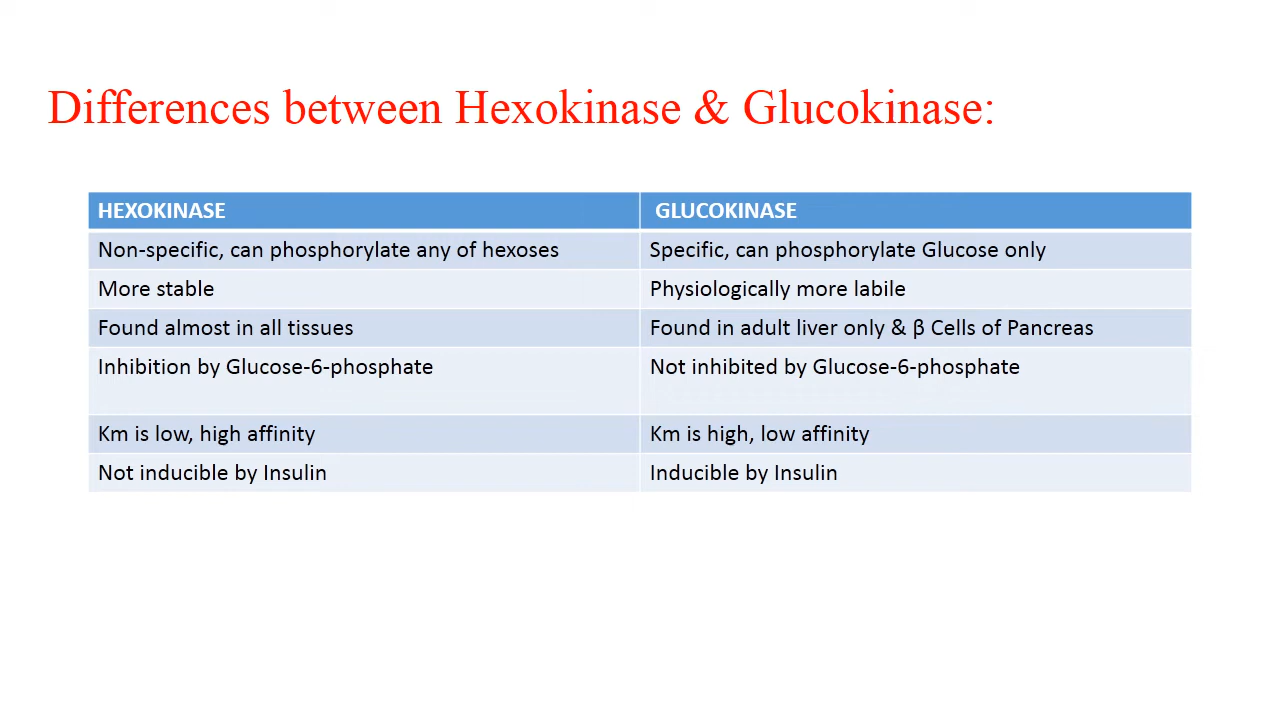 Differences between Hexokinase & Glucokinase:
HEXOKINASE GLUCOKINASE
Non-specific, can phosphorylate any of hexoses Specific, can phosphorylate Glucose only
More stable Physiologically more labile
Found almost in all tissues Found in adult liver only & β Cells of Pancreas
Inhibition by Glucose-6-phosphate Not inhibited by Glucose-6-phosphate
Km is low, high affinity Km is high, low affinity
Not inducible by Insulin Inducible by Insulin